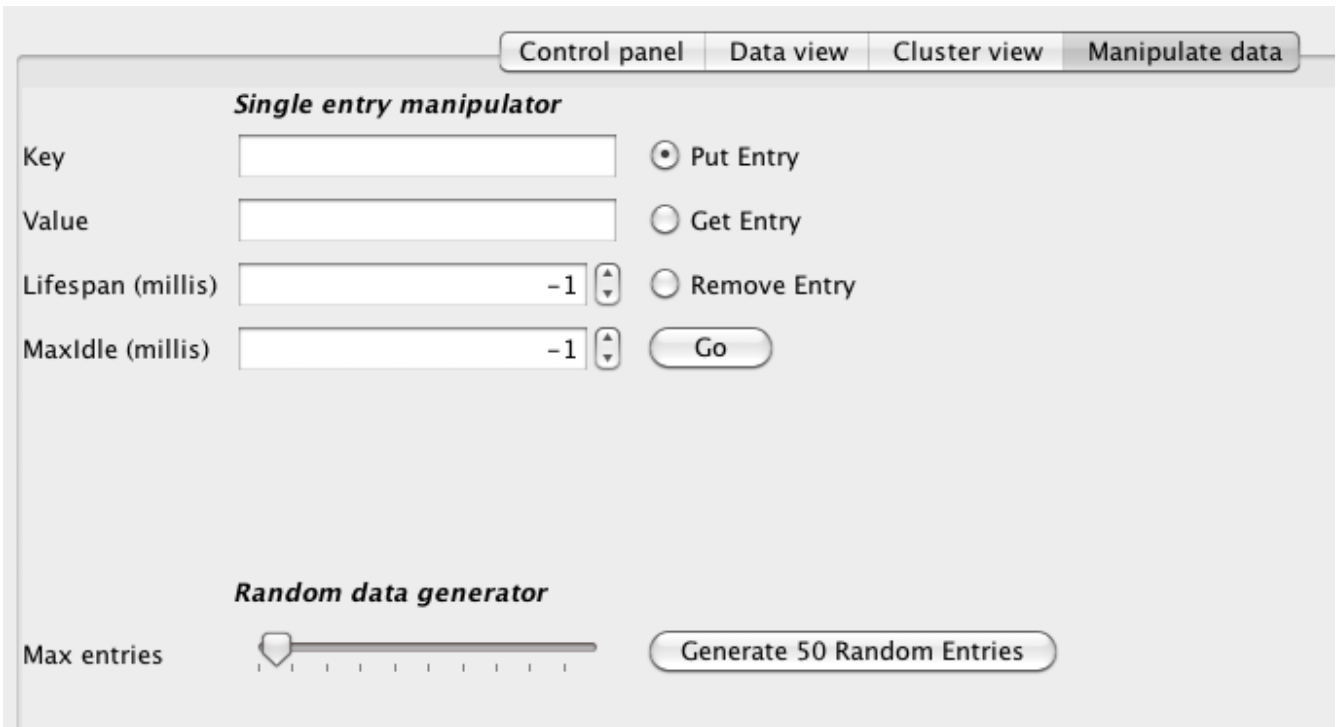 Control panel Data view Cluster view Manipulate data
Single entry manipulator
Key Put Entry
Value Get Entry
Lifespan (millis) -1 Remove Entry
MaxIdle (millis) -1 Go
Random data generator
Max entries Generate 50 Random Entries